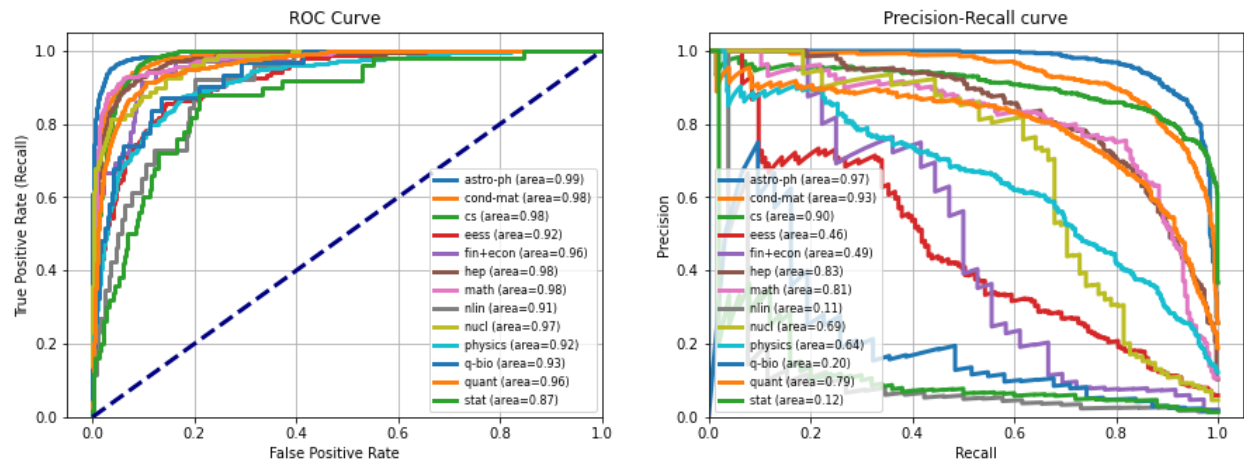 ROC Curve
True Positive Rate (Recall)
1.0
0.8
0.6
0.4
0.2
0.0
0.0 0.2 0.4 0.6 0.8 1.0
False Positive Rate
astro-ph (area=0.99)
cond-mat (area=0.98)
cs (area=0.98)
eess (area=0.92)
fin+econ (area=0.96)
hep (area=0.98)
math (area=0.98)
nlin (area=0.91)
nucl (area=0.97)
physics (area=0.92)
q-bio (area=0.93)
quant (area=0.96)
stat (area=0.87)
Precision-Recall curve
Precision
1.0
0.8
0.6
0.4
0.2
0.0
0.0 0.2 0.4 0.6 0.8 1.0
Recall
astro-ph (area=0.97)
cond-mat (area=0.93)
cs (area=0.90)
eess (area=0.46)
fin+econ (area=0.49)
hep (area=0.83)
math (area=0.81)
nlin (area=0.11)
nucl (area=0.69)
physics (area=0.64)
q-bio (area=0.20)
quant (area=0.79)
stat (area=0.12)